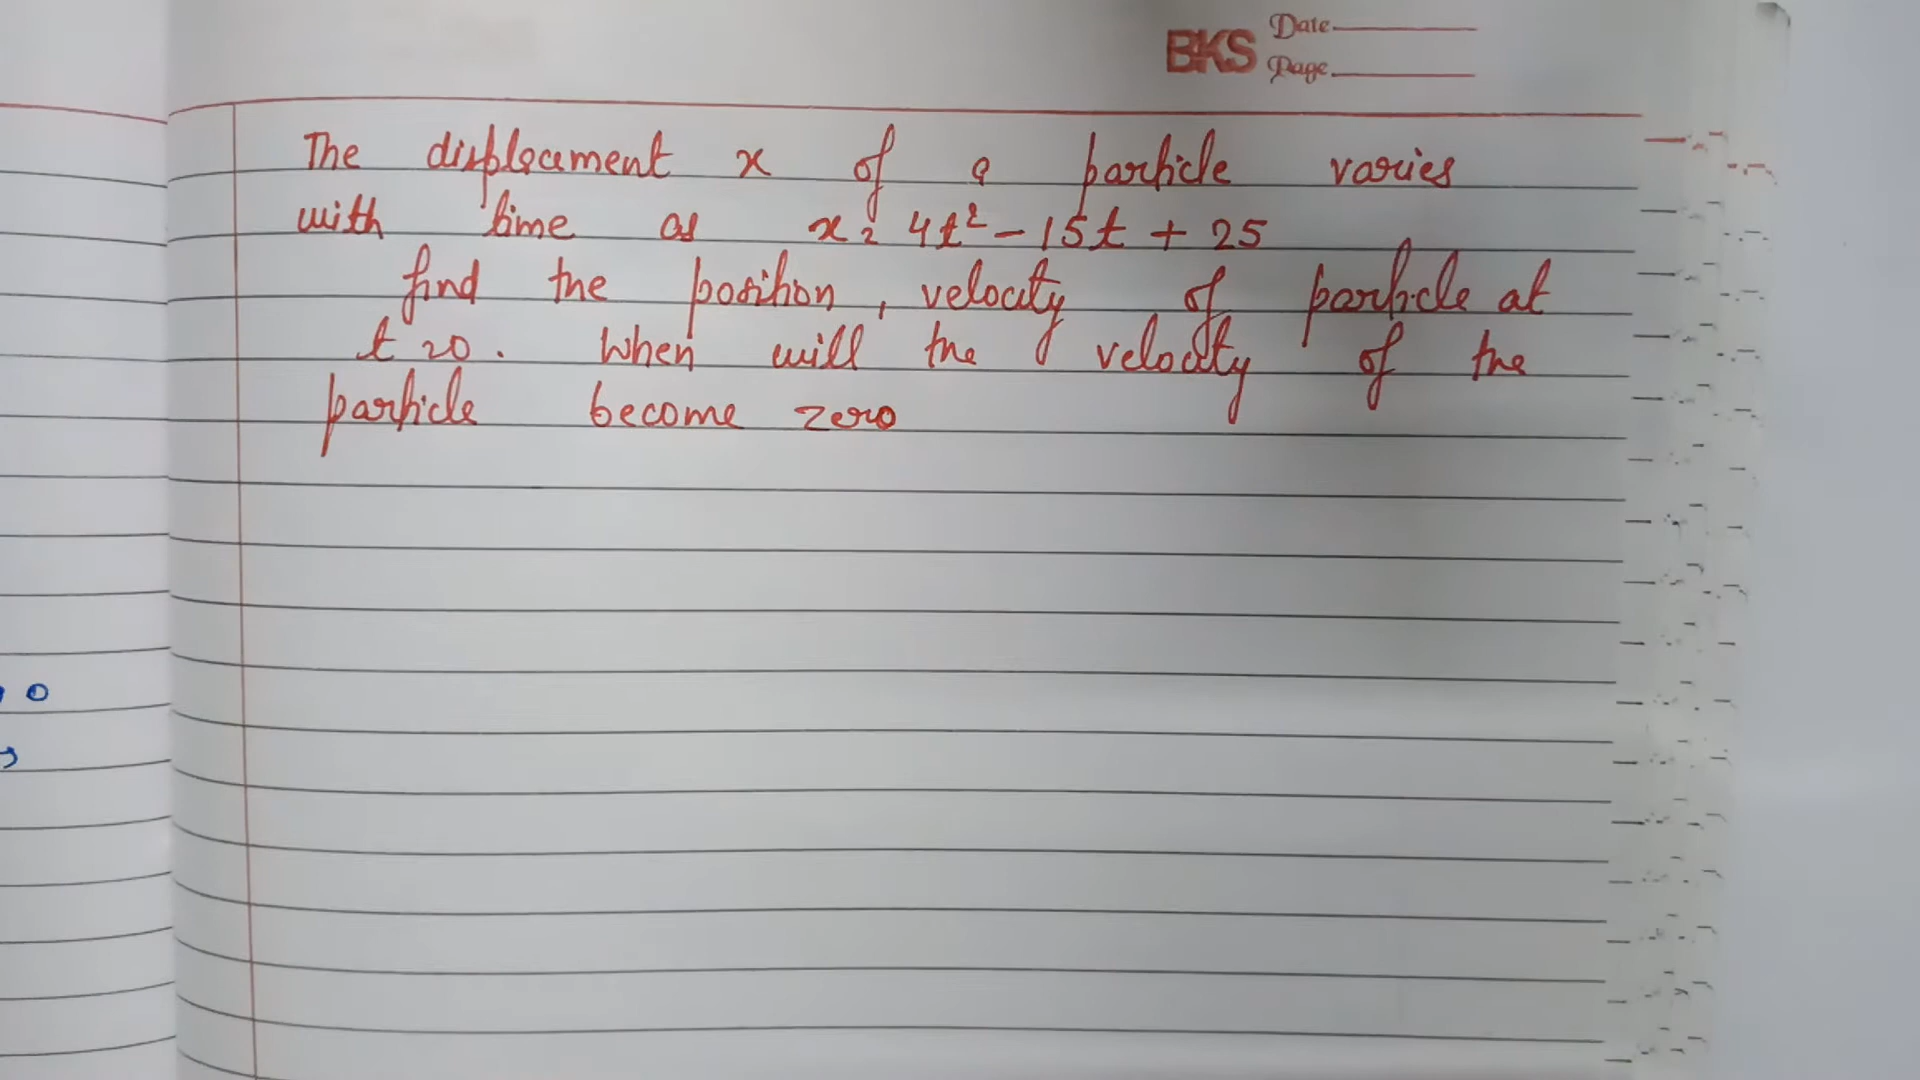 BKS Date
Page
The displacement x of a particle varies
with time as x = 4t² - 15t + 25
find the position, velocity of particle at
t = 0. When will the velocity of the
particle become zero
0